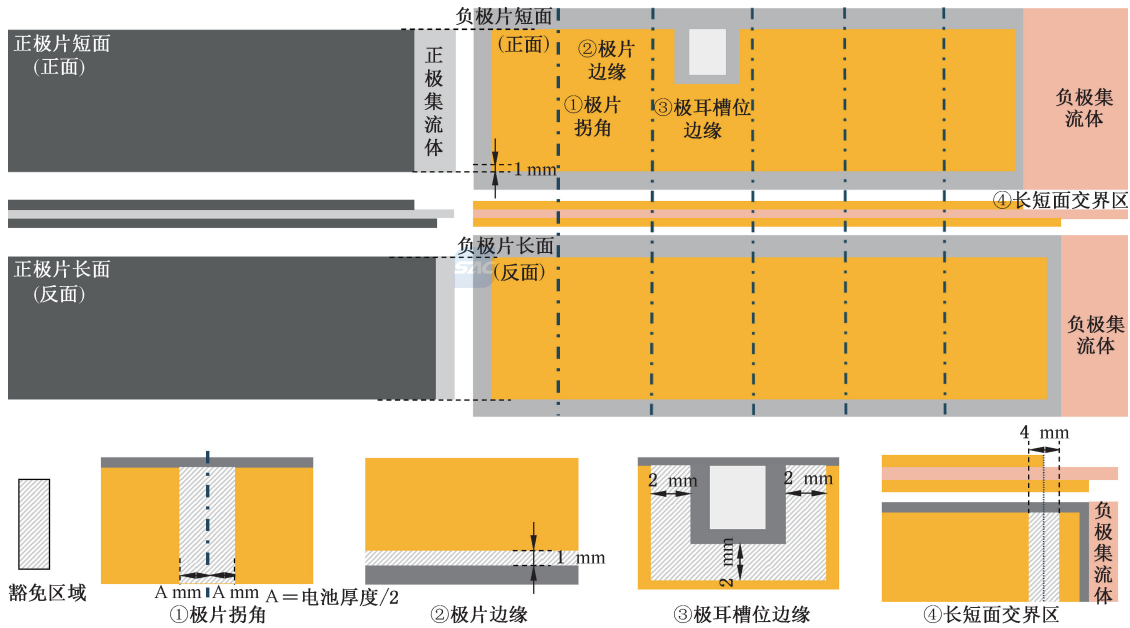 正极片短面
(正面)
正极集流体
负极片短面
(正面)
②极片
边缘
①极片
拐角
③极耳槽位
边缘
负极集
流体
1 mm
④长短面交界区
正极片长面
(反面)
负极片长面
(反面)
SAC
负极集
流体
豁免区域
A mm
A mm
A＝电池厚度/2
①极片拐角
1 mm
②极片边缘
2 mm
2 mm
2 mm
③极耳槽位边缘
4 mm
负极集流体
④长短面交界区